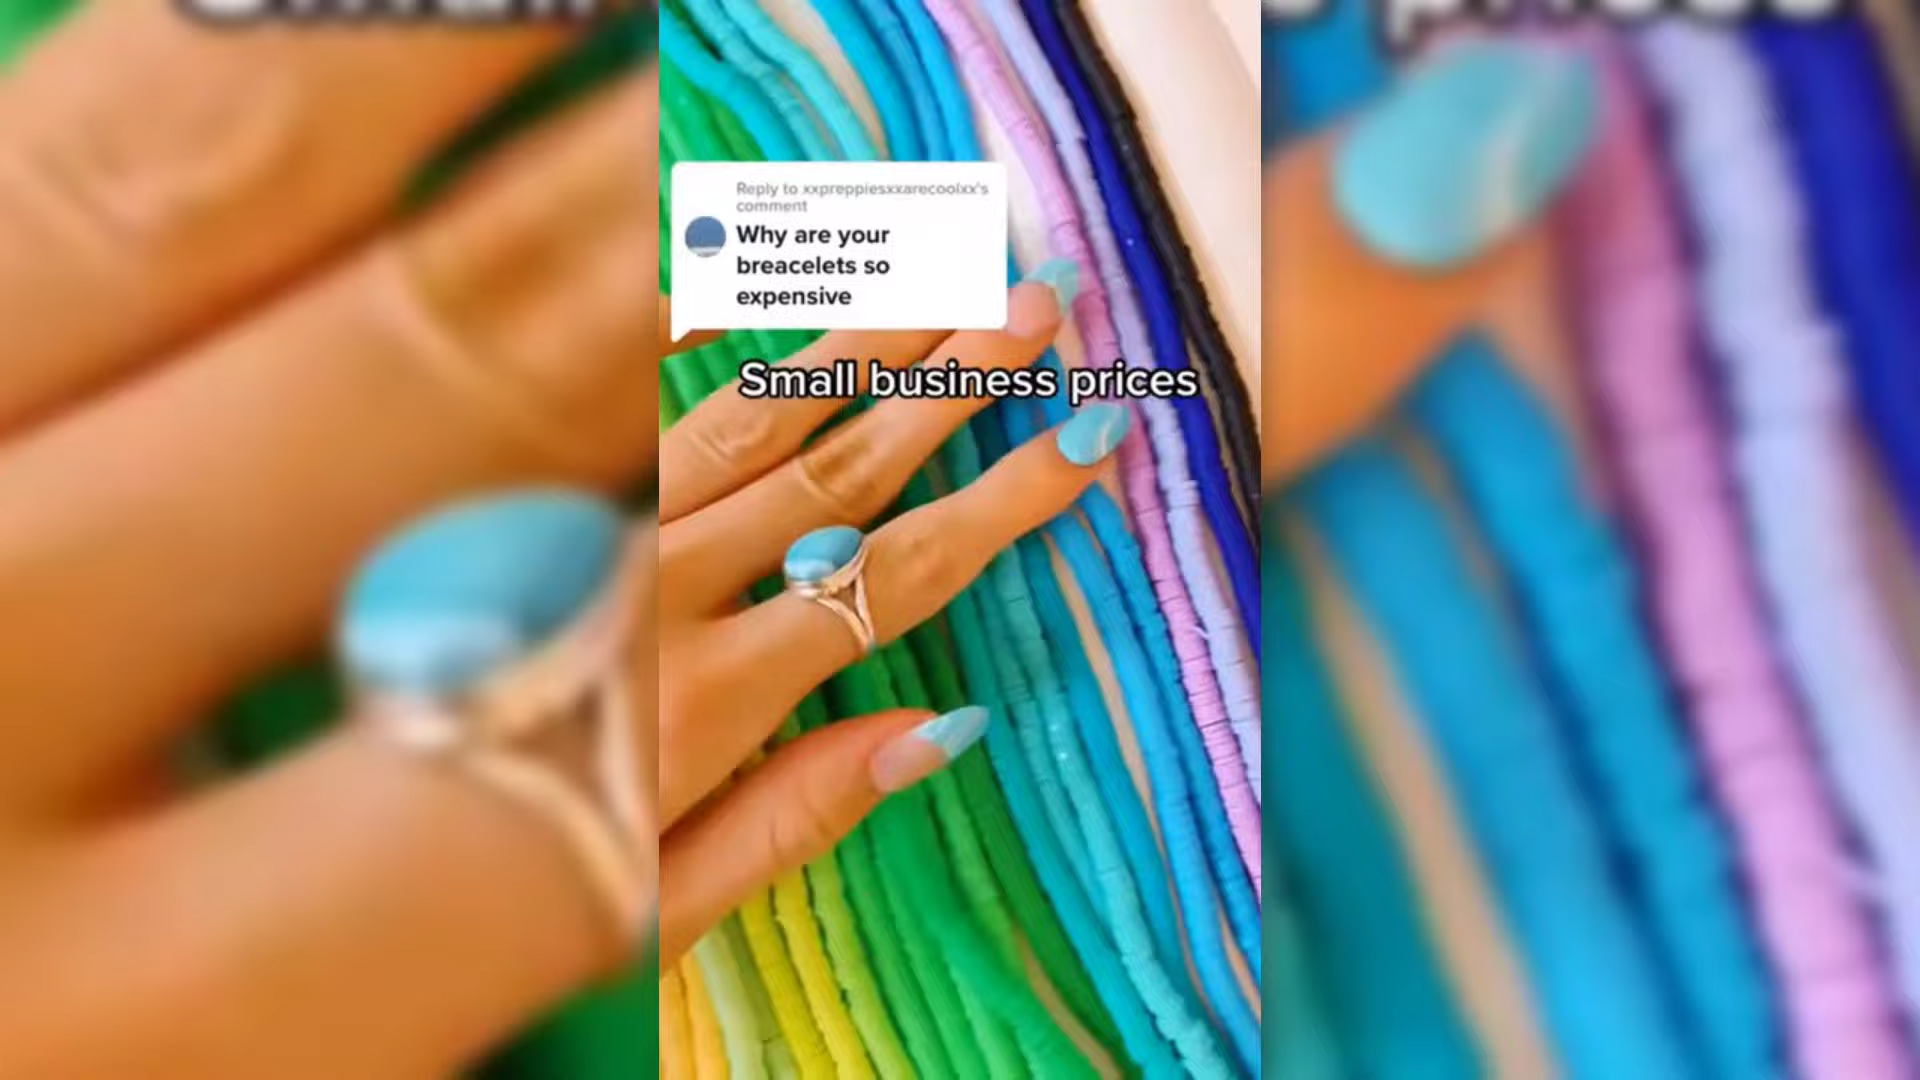 Reply to xxpreppiesxxarecoolxx's
comment
Why are your
breacelets so
expensive
Small business prices